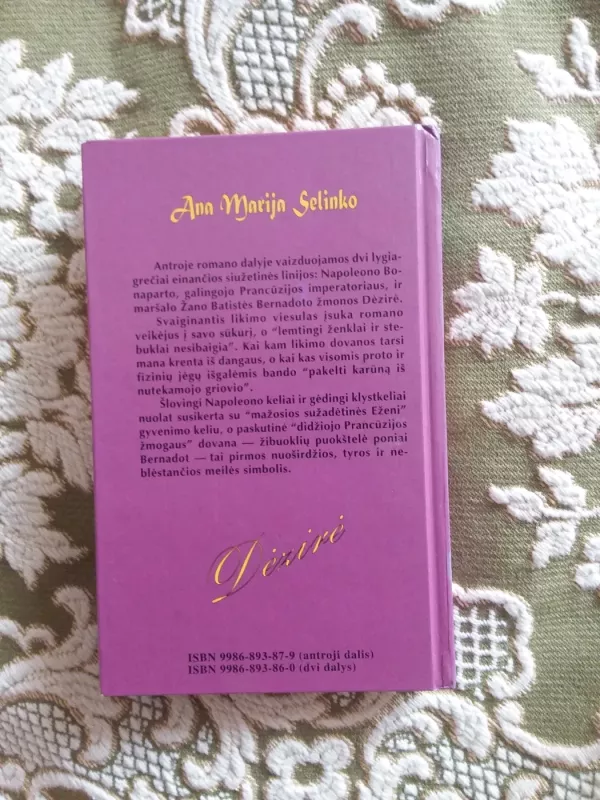 Ana Marija Selinko
Antroje romano dalyje vaizduojamos dvi lygia-
grečiai einančios siužetinės linijos: Napoleono Bo-
naparto, galingojo Prancūzijos imperatoriaus, ir
maršalo Žano Batistės Bernadoto žmonos Dėzirė.
Svaiginantis likimo viesulas įsuka romano
veikėjus į savo sūkurį, o "lemtingi ženklai ir ste-
buklai nesibaigia". Kai kam likimo dovanos tarsi
mana krenta iš dangaus, o kai kas visomis proto ir
fizinių jėgų išgalėmis bando "pakelti karūną iš
nutekamojo griovio".
Šlovingi Napoleono keliai ir gėdingi klystkeliai
nuolat susikerta su "mažosios sužadėtinės Eženi"
gyvenimo keliu, o paskutinė "didžiojo Prancūzijos
žmogaus" dovana — žibuoklių puokštelė poniai
Bernadot — tai pirmos nuoširdžios, tyros ir ne-
blėstančios meilės simbolis.
Dėzirė
ISBN 9986-893-87-9 (antroji dalis)
ISBN 9986-893-86-0 (dvi dalys)